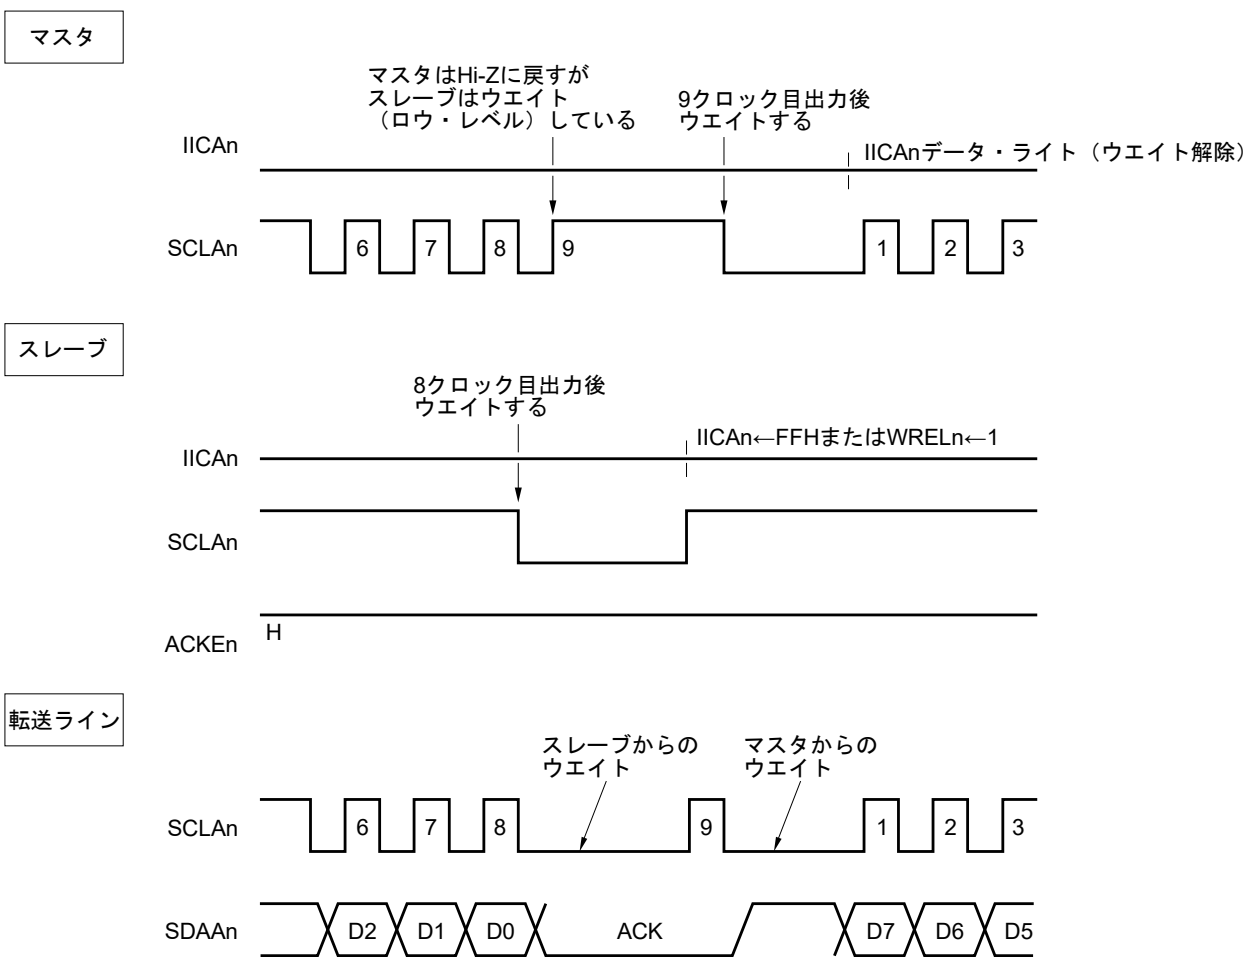 マスタ
マスタはHi-Zに戻すが
スレーブはウエイト
（ロウ・レベル）している
9クロック目出力後
ウエイトする
IICAn
IICAnデータ・ライト（ウエイト解除）
SCLAn
6 7 8 9 1 2 3
スレーブ
8クロック目出力後
ウエイトする
IICAn
IICAn←FFHまたはWRELn←1
SCLAn
ACKEn
H
転送ライン
スレーブからの
ウエイト
マスタからの
ウエイト
SCLAn
6 7 8 9 1 2 3
SDAAn
D2 D1 D0 ACK D7 D6 D5